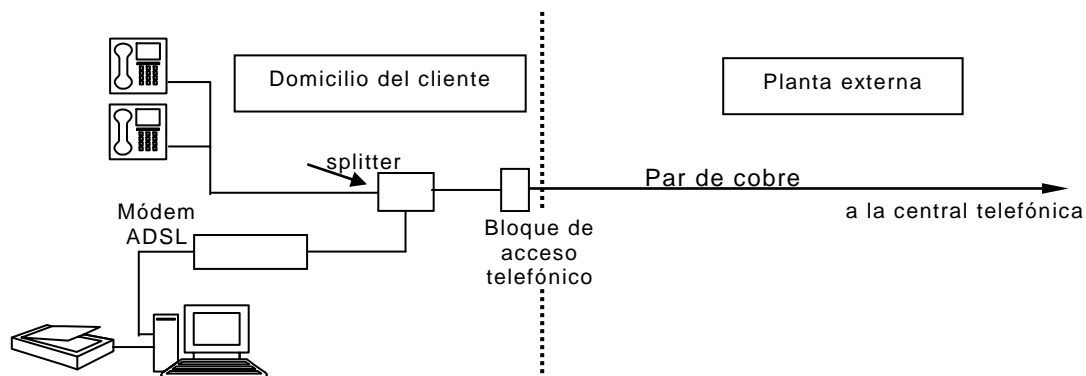 Domicilio del cliente
Planta externa
splitter
Par de cobre
a la central telefónica
Módem
ADSL
Bloque de
acceso
telefónico